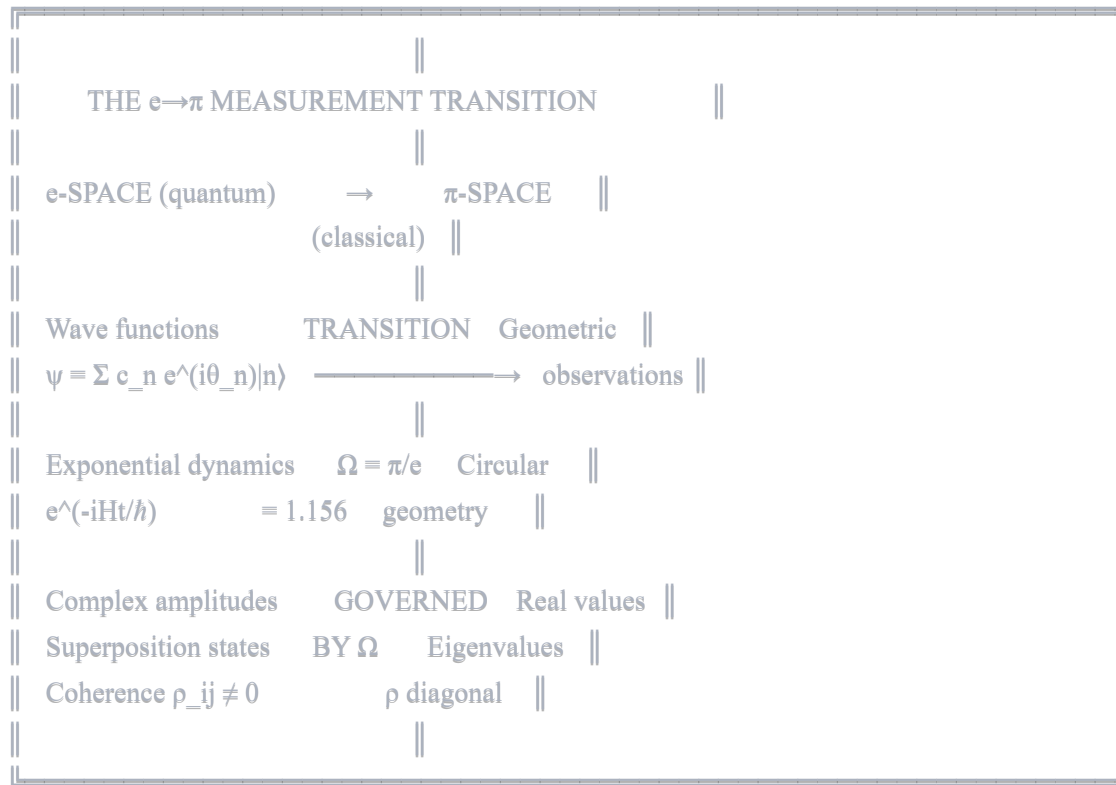 THE e→π MEASUREMENT TRANSITION
e-SPACE (quantum) → π-SPACE
(classical)
Wave functions TRANSITION Geometric
ψ = Σ c_n e^(iθ_n)|n⟩ ────────→ observations
Exponential dynamics Ω = π/e Circular
e^(-iHt/ℏ) = 1.156 geometry
Complex amplitudes GOVERNED Real values
Superposition states BY Ω Eigenvalues
Coherence ρ_ij ≠ 0 ρ diagonal